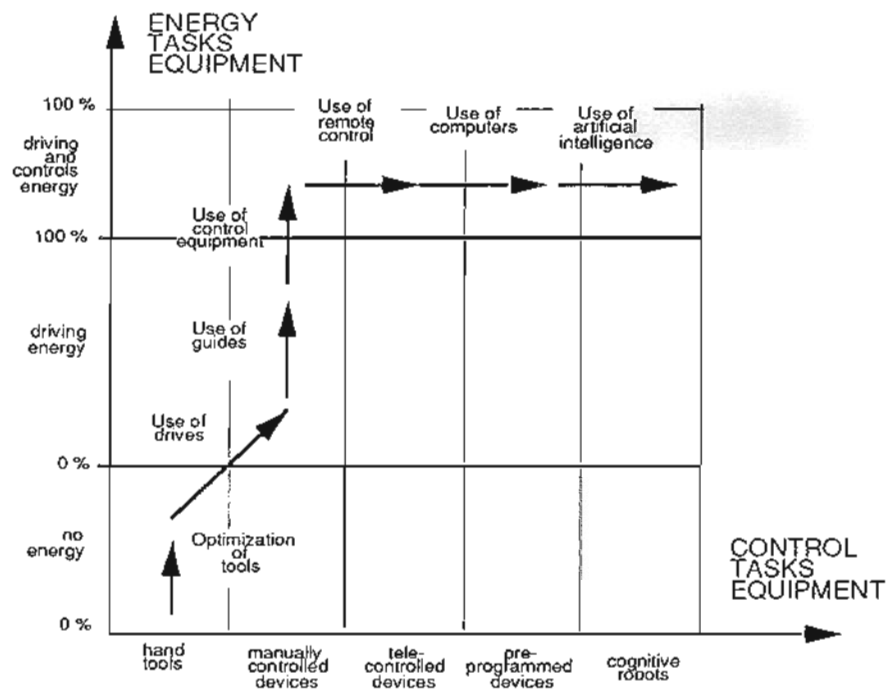 ENERGY
TASKS
EQUIPMENT
100 %
driving
and
controls
energy
100 %
driving
energy
0 %
no
energy
0 %
Use of
remote
control
Use of
computers
Use of
artificial
intelligence
Use of
control
equipment
Use of
guides
Use of
drives
Optimization
of
tools
CONTROL
TASKS
EQUIPMENT
hand
tools
manually
controlled
devices
tele-
controlled
devices
pre-
programmed
devices
cognitive
robots